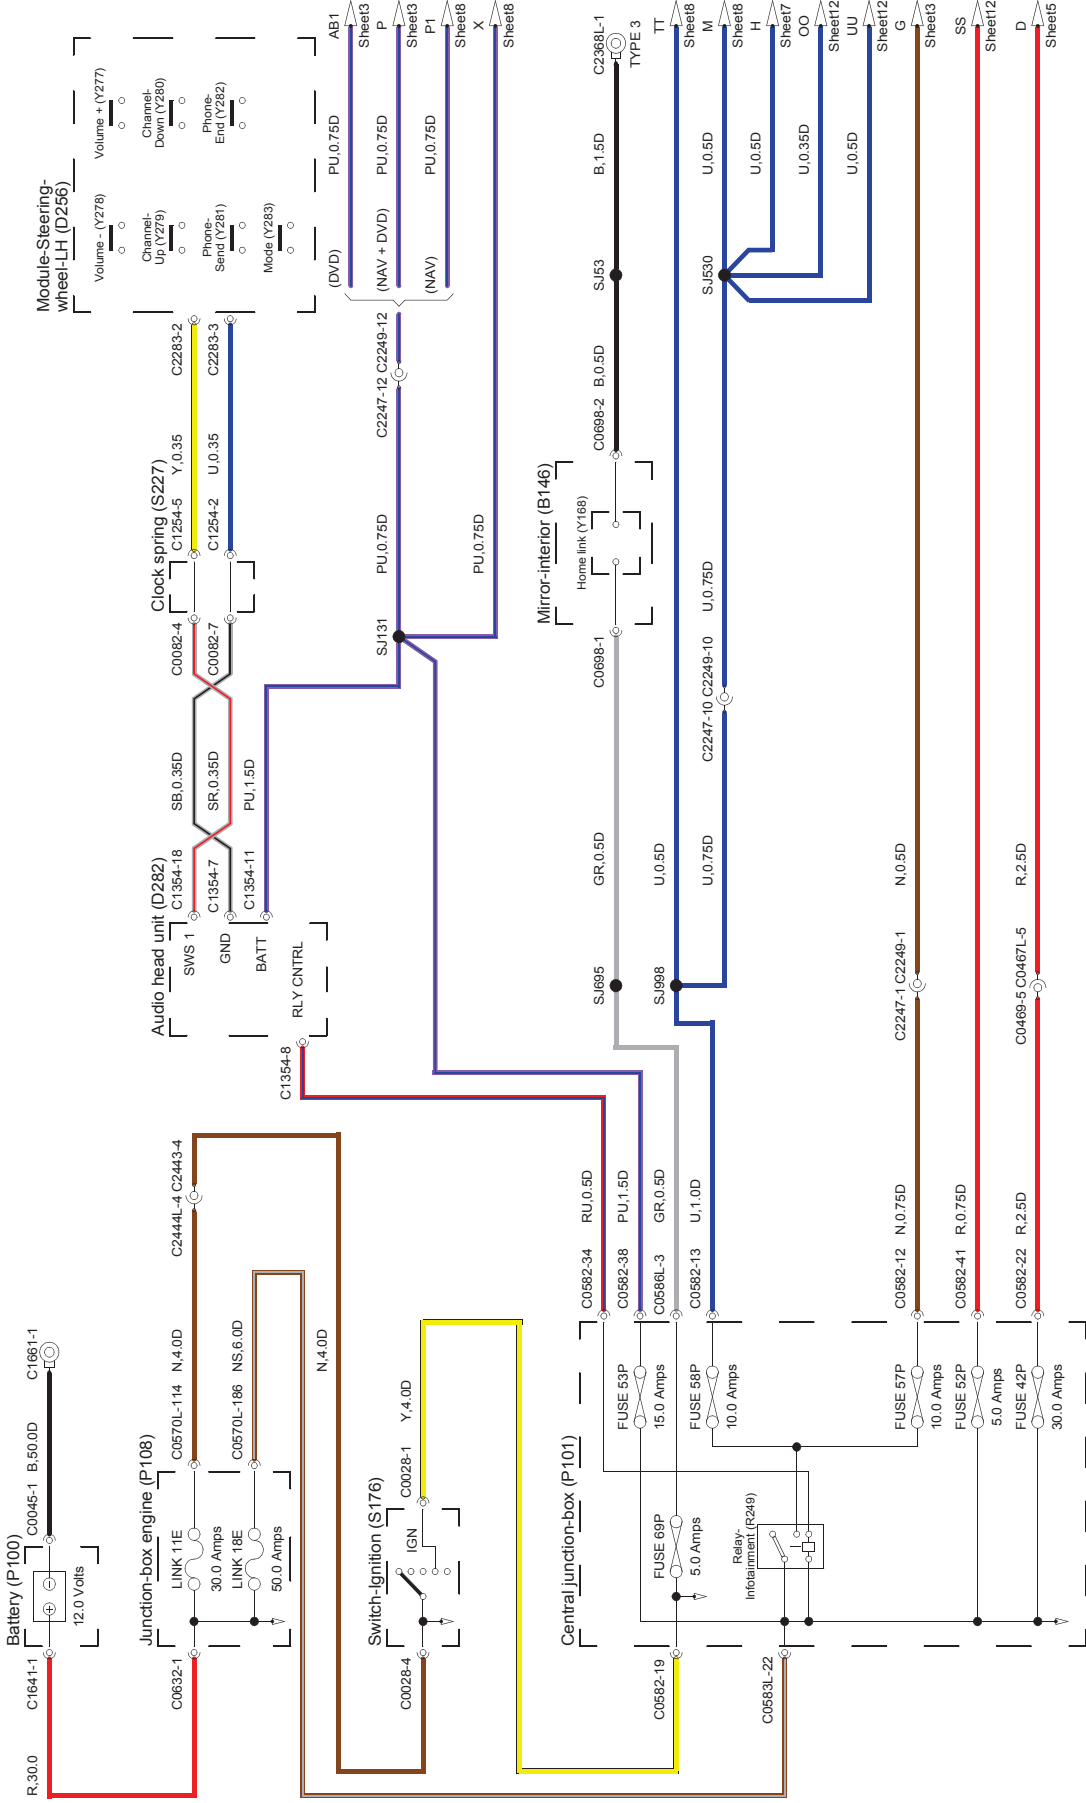 Battery (P100)
12.0 Volts
C1641-1
R,30.0
C0045-1
B,50.0D
C1661-1
Junction-box engine (P108)
LINK 11E
30.0 Amps
LINK 18E
50.0 Amps
C0632-1
C0570L-114
N,4.0D
C2444L-4
C2443-4
C0570L-186
NS,6.0D
N,4.0D
Switch-Ignition (S176)
IGN
C0028-4
C0028-1
Y,4.0D
Central junction-box (P101)
FUSE 53P
15.0 Amps
FUSE 69P
5.0 Amps
FUSE 58P
10.0 Amps
Relay-
Infotainment (R249)
FUSE 57P
10.0 Amps
FUSE 52P
5.0 Amps
FUSE 42P
30.0 Amps
C0582-19
C0583L-22
C0582-34
RU,0.5D
C0582-38
PU,1.5D
C0586L-3
GR,0.5D
C0582-13
U,1.0D
C0582-12
N,0.75D
C0582-41
R,0.75D
C0582-22
R,2.5D
Audio head unit (D282)
SWS 1
GND
BATT
RLY CNTRL
C1354-8
C1354-18
C1354-7
C1354-11
SB,0.35D
SR,0.35D
PU,1.5D
Clock spring (S227)
C0082-4
C0082-7
C1254-5
Y,0.35
C2283-2
C1254-2
U,0.35
C2283-3
Module-Steering-
wheel-LH (D256)
Volume - (Y278)
Volume + (Y277)
Channel-
Up (Y279)
Channel-
Down (Y280)
Phone-
Send (Y281)
Phone-
End (Y282)
Mode (Y283)
SJ131
PU,0.75D
C2247-12
C2249-12
PU,0.75D
(DVD)
PU,0.75D
AB1
Sheet3
(NAV + DVD)
PU,0.75D
P
Sheet3
(NAV)
PU,0.75D
P1
Sheet8
X
Sheet8
Mirror-interior (B146)
Home link (Y168)
SJ695
GR,0.5D
C0698-1
C0698-2
B,0.5D
SJ53
B,1.5D
C2368L-1
TYPE 3
SJ998
U,0.5D
TT
Sheet8
U,0.75D
C2247-10
C2249-10
U,0.75D
SJ530
U,0.5D
M
Sheet8
U,0.5D
H
Sheet7
U,0.35D
OO
Sheet12
U,0.5D
UU
Sheet12
C2247-1
C2249-1
N,0.5D
G
Sheet3
SS
Sheet12
C0469-5
C0467L-5
R,2.5D
D
Sheet5